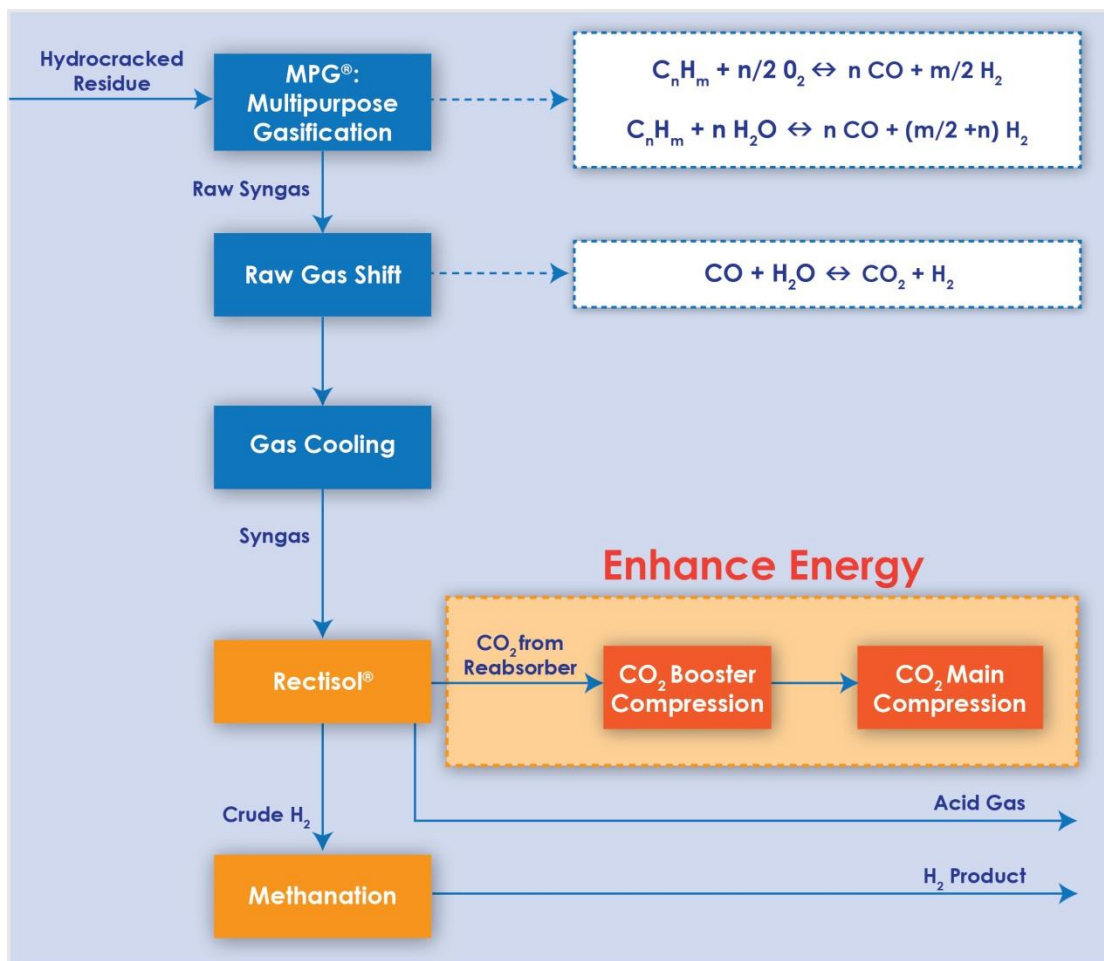 Hydrocracked
Residue
MPG®:
Multipurpose
Gasification
CₙHₘ + n/2 0₂ ↔ n CO + m/2 H₂
CₙHₘ + n H₂O ↔ n CO + (m/2 +n) H₂
Raw Syngas
Raw Gas Shift
CO + H₂O ↔ CO₂ + H₂
Gas Cooling
Syngas
Enhance Energy
Rectisol®
CO₂ from
Reabsorber
CO₂ Booster
Compression
CO₂ Main
Compression
Acid Gas
Crude H₂
Methanation
H₂ Product